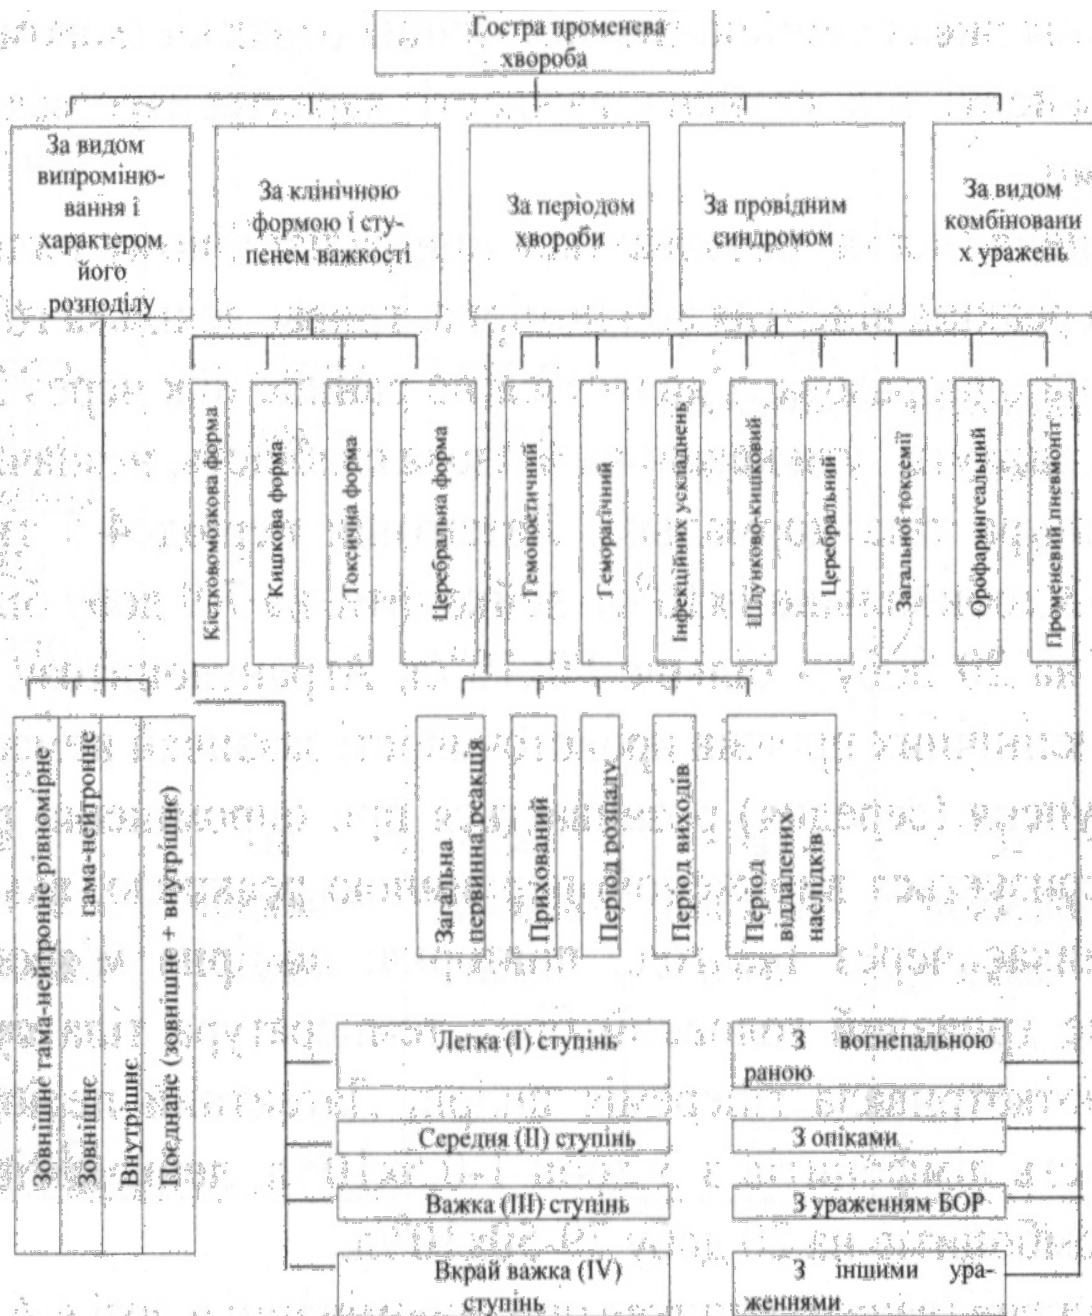 Гостра променева
хвороба
За видом
випроміню-
вання і
характером
його
розподілу
За клінічною
формою і сту-
пенем важкості
За періодом
хвороби
За провідним
синдромом
За видом
комбіновани
х уражень
Кістковомозкова форма
Кишкова форма
Токсична форма
Церебральна форма
Гемопоетичний
Геморагічний
Інфекційних ускладнень
Шлунково-кишковий
Церебральний
Загальної токсемії
Орофарингеальний
Променевий пневмоніт
Зовнішнє гама-нейтронне рівномірне
Зовнішнє гама-нейтронне
Внутрішнє
Поєднане (зовнішнє + внутрішнє)
Загальна
первинна реакція
Прихований
Період розпалу
Период виходів
Період
віддалених
наслідків
Легка (I) ступінь
Середня (II) ступінь
Важка (III) ступінь
Вкрай важка (IV)
ступінь
З вогнепальною
раною
З опіками
З ураженням БОР
З іншими ура-
женнями